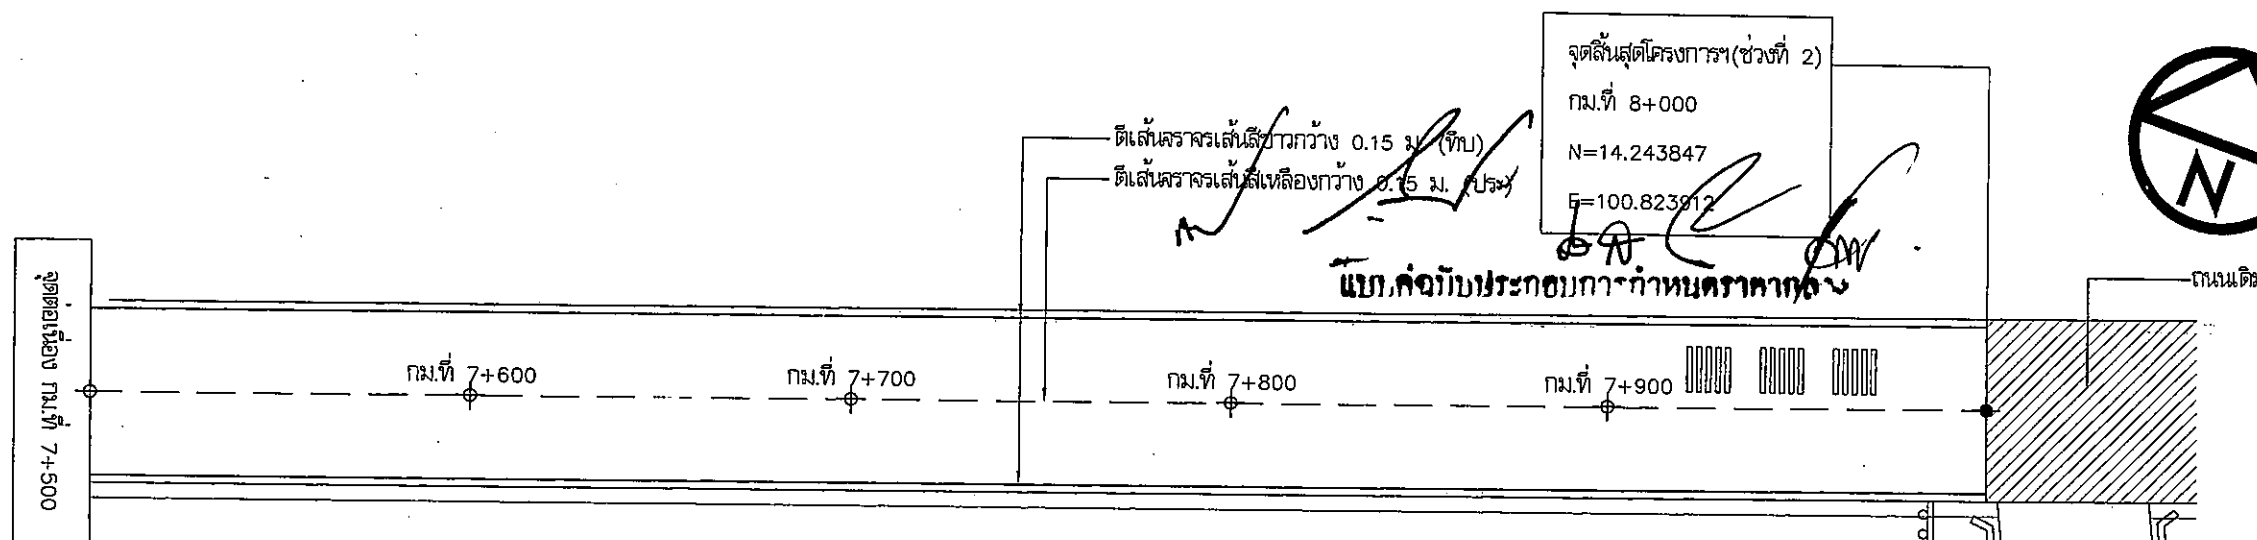 จุดสิ้นสุดโครงการฯ(ช่วงที่ 2)
กม.ที่ 8+000
N=14.243847
E=100.823912
ตีเส้นจราจรเส้นสีขาวกว้าง 0.15 ม. (ทึบ)
ตีเส้นจราจรเส้นสีเหลืองกว้าง 0.15 ม. (ประ)
N
แบบต้นฉบับประกอบการกำหนดราคากลาง
ถนนเดิม
จุดต่อเนื่อง กม.ที่ 7+500
กม.ที่ 7+600
กม.ที่ 7+700
กม.ที่ 7+800
กม.ที่ 7+900